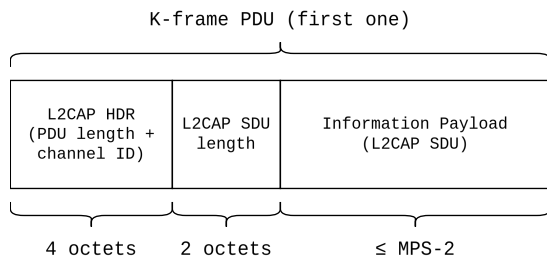 K-frame PDU (first one)
L2CAP HDR
(PDU length +
channel ID)
L2CAP SDU
length
Information Payload
(L2CAP SDU)
4 octets
2 octets
≤ MPS-2